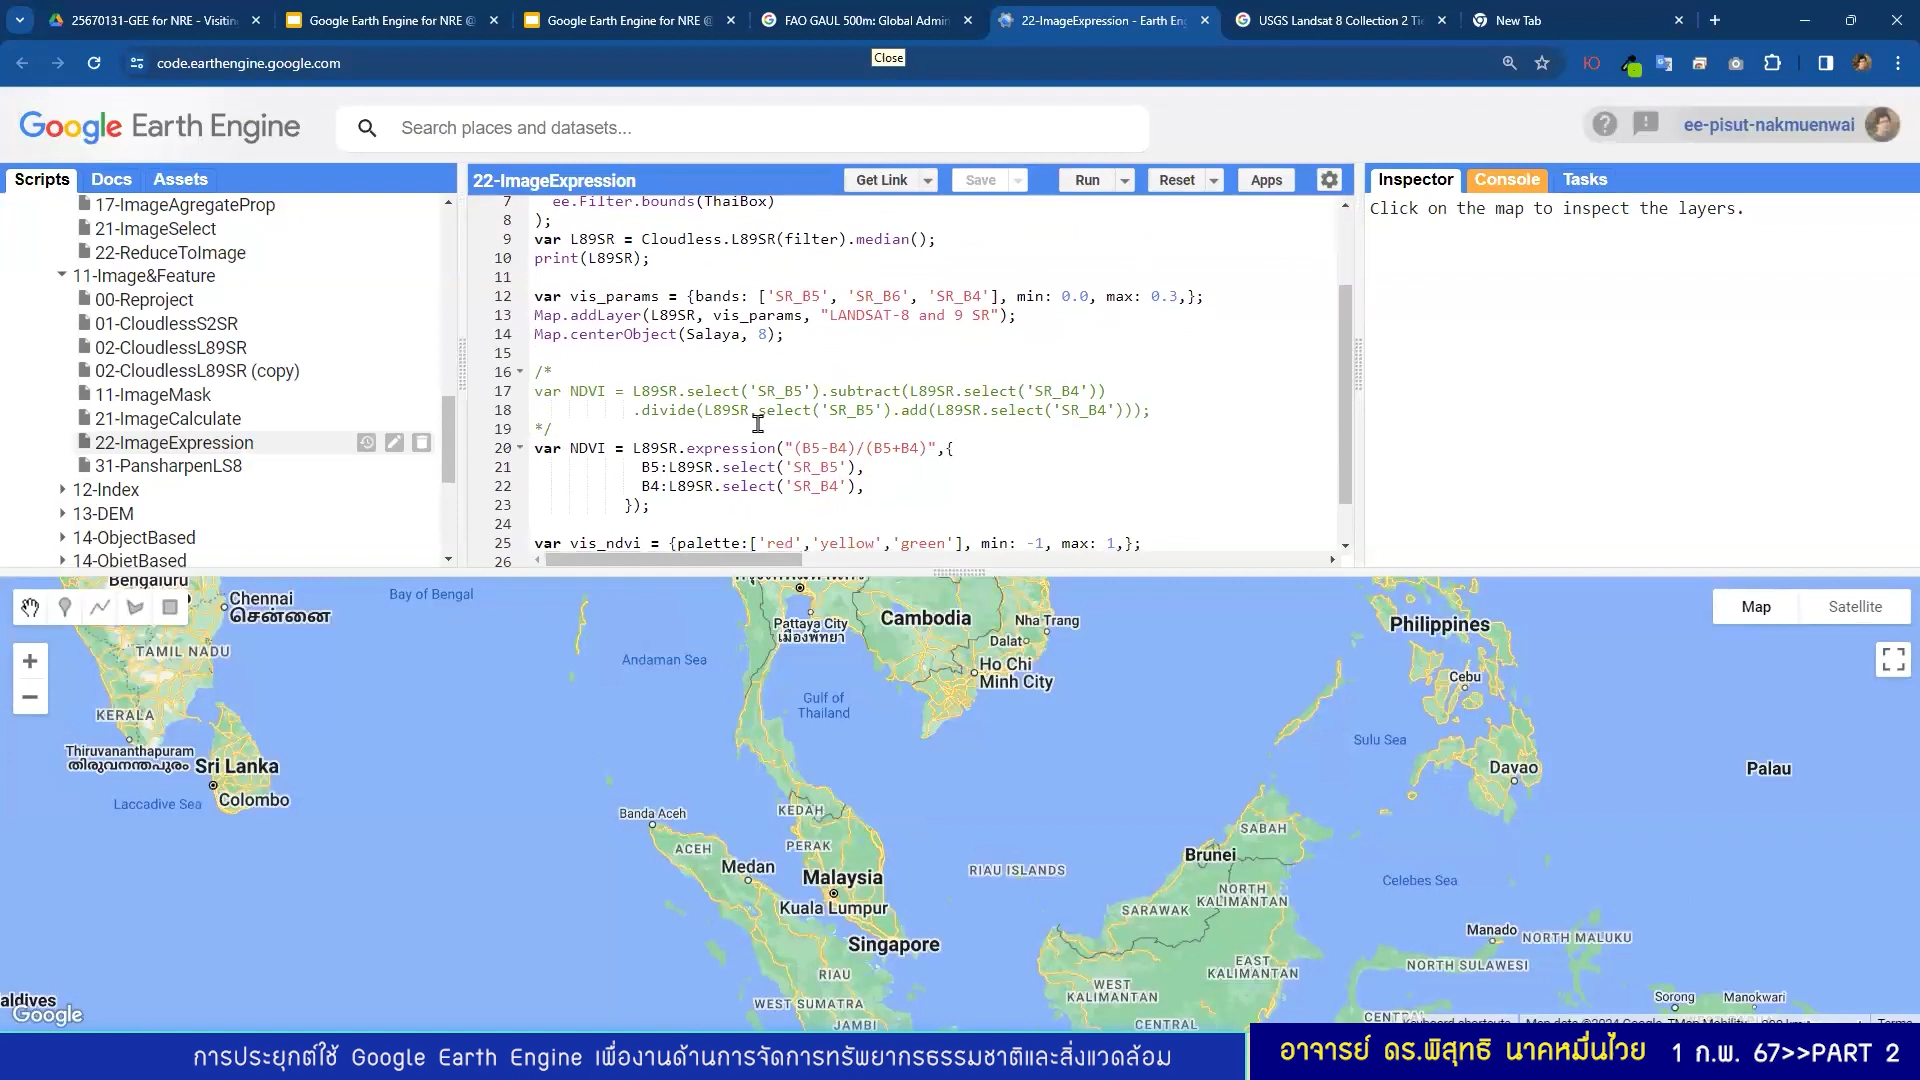 25670131-GEE for NRE - Visitin
Google Earth Engine for NRE @
Google Earth Engine for NRE @
FAO GAUL 500m: Global Admin
22-ImageExpression - Earth Eng
USGS Landsat 8 Collection 2 Tie
New Tab
code.earthengine.google.com
Close
Google Earth Engine
Search places and datasets...
ee-pisut-nakmuenwai
Scripts Docs Assets
17-ImageAgregateProp
21-ImageSelect
22-ReduceToImage
11-Image&Feature
00-Reproject
01-CloudlessS2SR
02-CloudlessL89SR
02-CloudlessL89SR (copy)
11-ImageMask
21-ImageCalculate
22-ImageExpression
31-PansharpenLS8
12-Index
13-DEM
14-ObjectBased
14-ObjetBased
22-ImageExpression
Get Link Save Run Reset Apps
7 ee.Filter.bounds(ThaiBox)
8 );
9 var L89SR = Cloudless.L89SR(filter).median();
10 print(L89SR);
11
12 var vis_params = {bands: ['SR_B5', 'SR_B6', 'SR_B4'], min: 0.0, max: 0.3,};
13 Map.addLayer(L89SR, vis_params, "LANDSAT-8 and 9 SR");
14 Map.centerObject(Salaya, 8);
15
16 /*
17 var NDVI = L89SR.select('SR_B5').subtract(L89SR.select('SR_B4'))
18 .divide(L89SR.select('SR_B5').add(L89SR.select('SR_B4')));
19 */
20 var NDVI = L89SR.expression("(B5-B4)/(B5+B4)",{
21 B5:L89SR.select('SR_B5'),
22 B4:L89SR.select('SR_B4'),
23 });
24
25 var vis_ndvi = {palette:['red','yellow','green'], min: -1, max: 1,};
26
Inspector Console Tasks
Click on the map to inspect the layers.
Map Satellite
Bengaluru
Chennai
சென்னை
TAMIL NADU
KERALA
Thiruvananthapuram
തിരുവനന്തപുരം
Sri Lanka
Colombo
Laccadive Sea
Bay of Bengal
Andaman Sea
Pattaya City
เมืองพัทยา
Gulf of
Thailand
Cambodia
Nha Trang
Dalat
Ho Chi
Minh City
Philippines
Cebu
Sulu Sea
Davao
Palau
Banda Aceh
ACEH
Medan
KEDAH
PERAK
Malaysia
Kuala Lumpur
Singapore
RIAU ISLANDS
RIAU
WEST SUMATRA
JAMBI
SABAH
Brunei
SARAWAK
NORTH
KALIMANTAN
EAST
KALIMANTAN
WEST
KALIMANTAN
CENTRAL
Celebes Sea
Manado
NORTH MALUKU
NORTH SULAWESI
Sorong
Manokwari
aldives
Google
การประยุกต์ใช้ Google Earth Engine เพื่องานด้านการจัดการทรัพยากรธรรมชาติและสิ่งแวดล้อม
อาจารย์ ดร.พิสุทธิ นาคหมื่นไวย 1 ก.พ. 67>>PART 2